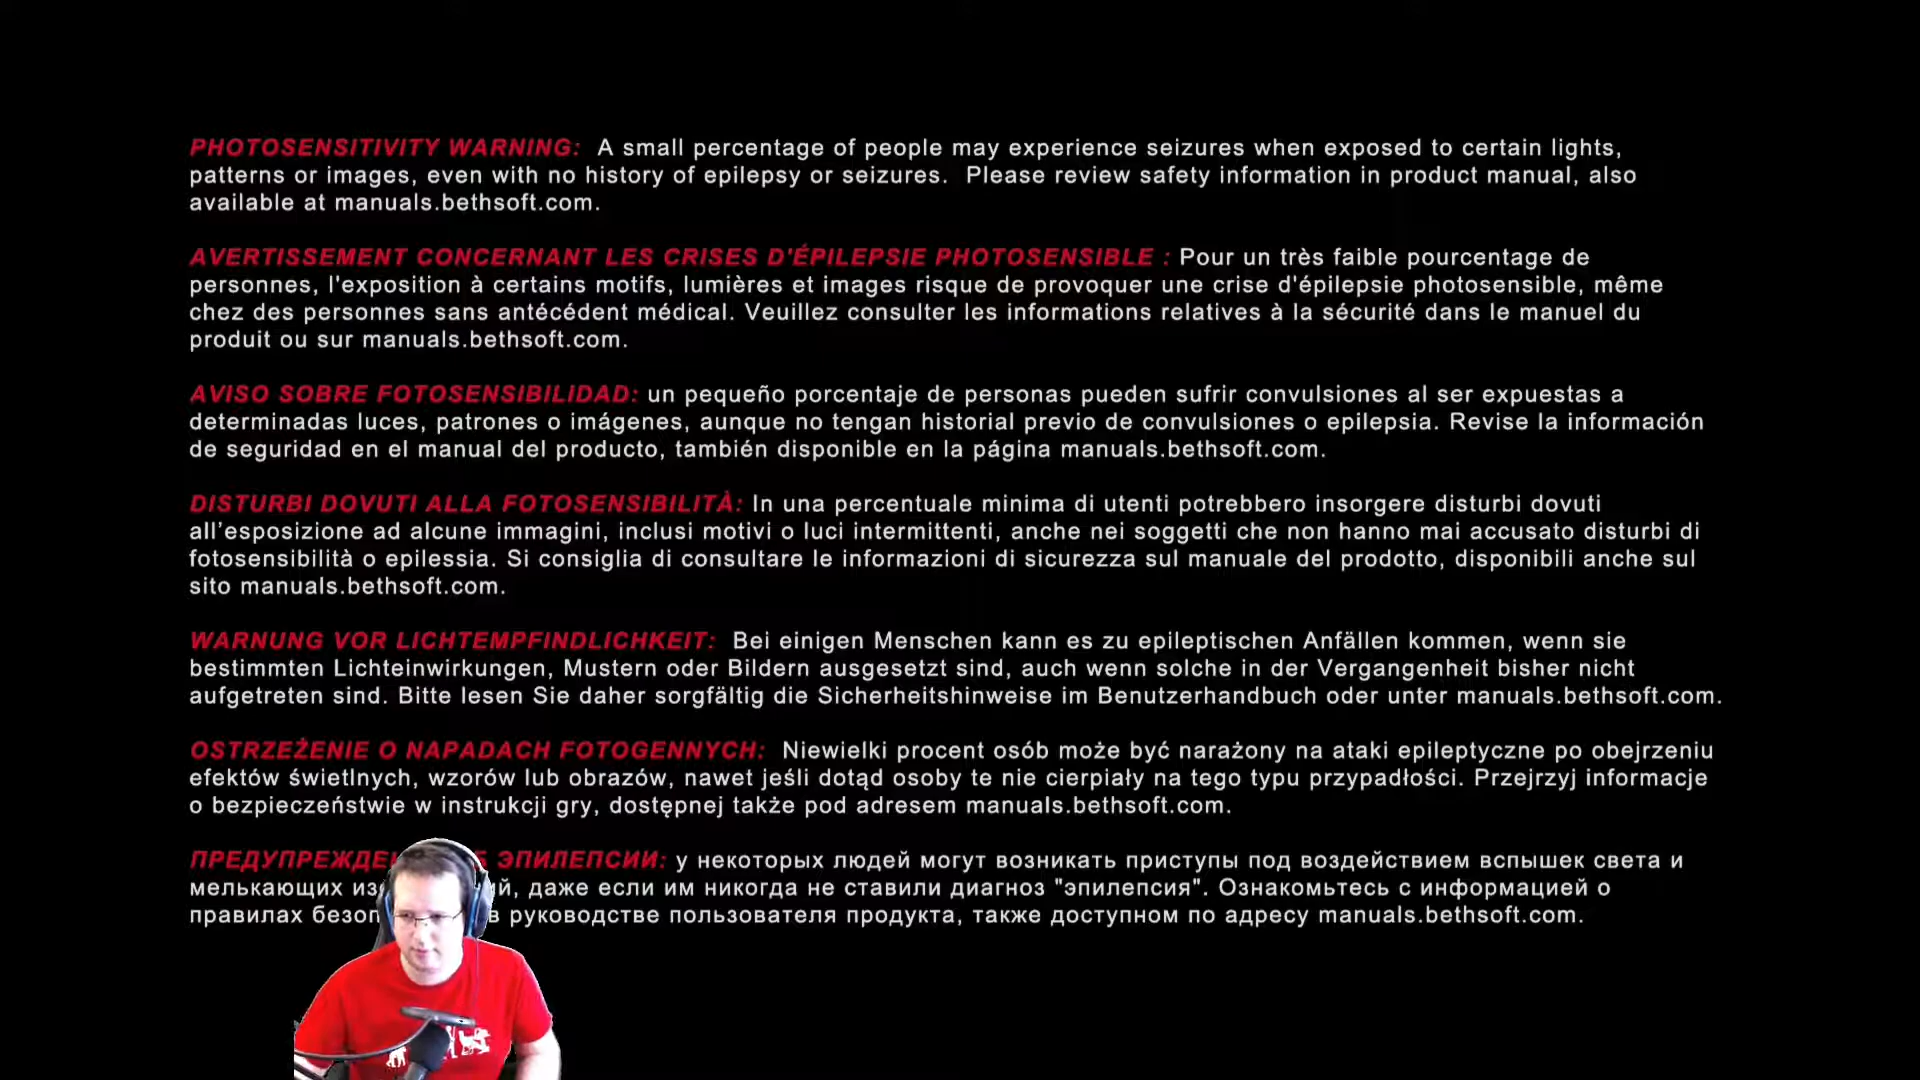 PHOTOSENSITIVITY WARNING: A small percentage of people may experience seizures when exposed to certain lights,
patterns or images, even with no history of epilepsy or seizures. Please review safety information in product manual, also
available at manuals.bethsoft.com.
AVERTISSEMENT CONCERNANT LES CRISES D'ÉPILEPSIE PHOTOSENSIBLE : Pour un très faible pourcentage de
personnes, l'exposition à certains motifs, lumières et images risque de provoquer une crise d'épilepsie photosensible, même
chez des personnes sans antécédent médical. Veuillez consulter les informations relatives à la sécurité dans le manuel du
produit ou sur manuals.bethsoft.com.
AVISO SOBRE FOTOSENSIBILIDAD: un pequeño porcentaje de personas pueden sufrir convulsiones al ser expuestas a
determinadas luces, patrones o imágenes, aunque no tengan historial previo de convulsiones o epilepsia. Revise la información
de seguridad en el manual del producto, también disponible en la página manuals.bethsoft.com.
DISTURBI DOVUTI ALLA FOTOSENSIBILITÀ: In una percentuale minima di utenti potrebbero insorgere disturbi dovuti
all’esposizione ad alcune immagini, inclusi motivi o luci intermittenti, anche nei soggetti che non hanno mai accusato disturbi di
fotosensibilità o epilessia. Si consiglia di consultare le informazioni di sicurezza sul manuale del prodotto, disponibili anche sul
sito manuals.bethsoft.com.
WARNUNG VOR LICHTEMPFINDLICHKEIT: Bei einigen Menschen kann es zu epileptischen Anfällen kommen, wenn sie
bestimmten Lichteinwirkungen, Mustern oder Bildern ausgesetzt sind, auch wenn solche in der Vergangenheit bisher nicht
aufgetreten sind. Bitte lesen Sie daher sorgfältig die Sicherheitshinweise im Benutzerhandbuch oder unter manuals.bethsoft.com.
OSTRZEŻENIE O NAPADACH FOTOGENNYCH: Niewielki procent osób może być narażony na ataki epileptyczne po obejrzeniu
efektów świetlnych, wzorów lub obrazów, nawet jeśli dotąd osoby te nie cierpiały na tego typu przypadłości. Przejrzyj informacje
o bezpieczeństwie w instrukcji gry, dostępnej także pod adresem manuals.bethsoft.com.
ЭПИЛЕПСИИ: у некоторых людей могут возникать приступы под воздействием вспышек света и
мелькающих даже если им никогда не ставили диагноз "эпилепсия". Ознакомьтесь с информацией о
правилах в руководстве пользователя продукта, также доступном по адресу manuals.bethsoft.com.